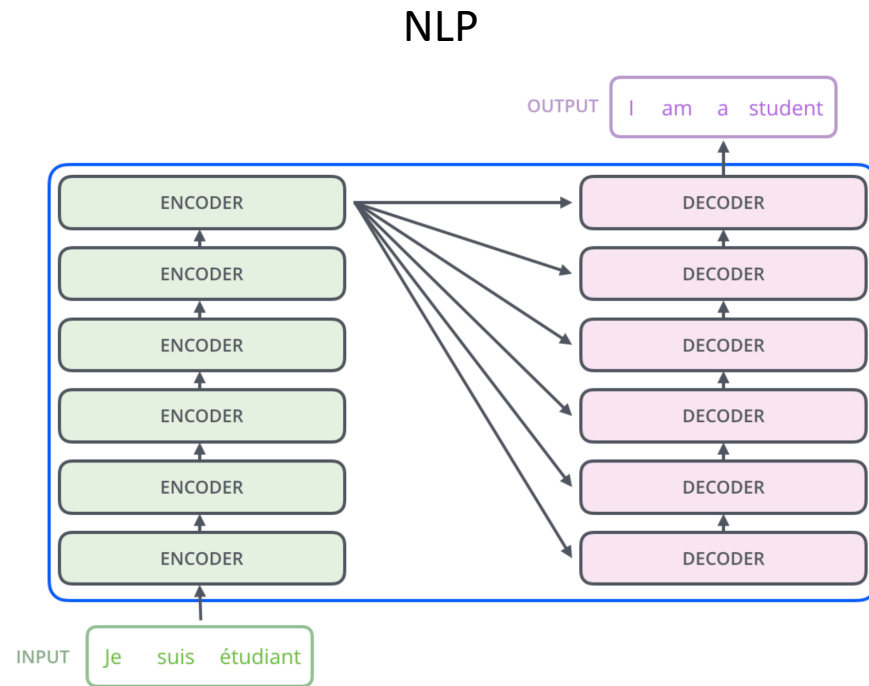 NLP
OUTPUT I am a student
ENCODER DECODER
ENCODER DECODER
ENCODER DECODER
ENCODER DECODER
ENCODER DECODER
ENCODER DECODER
INPUT Je suis étudiant